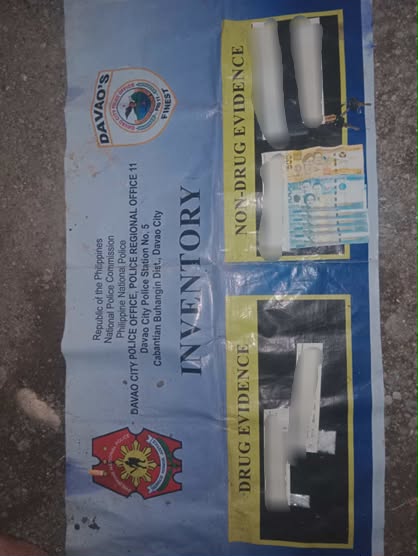 DAVAO'S
FINEST
Republic of the Philippines
National Police Commission
Philippine National Police
DAVAO CITY POLICE OFFICE, POLICE REGIONAL OFFICE 11
Davao City Police Station No. 5
Cabantian Buhangin Dist., Davao City
INVENTORY
DRUG EVIDENCE
NON-DRUG EVIDENCE